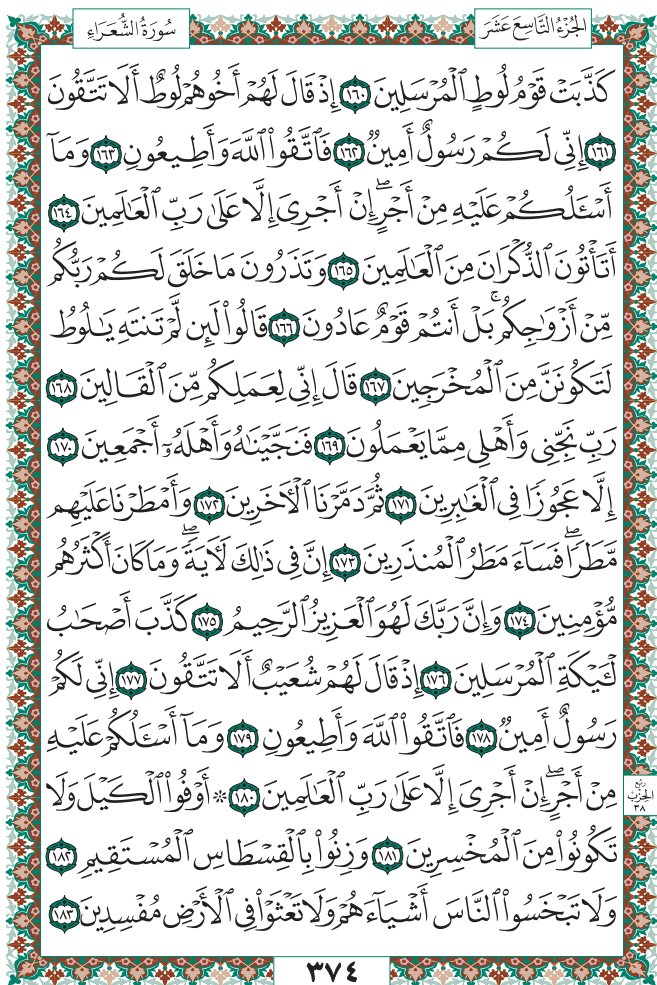 سُورَةُ الشُّعَرَاءِ
الجُزْءُ التَّاسِعَ عَشَرَ
كَذَّبَتْ قَوْمُ لُوطٍ ٱلْمُرْسَلِينَ ١٦٠ إِذْ قَالَ لَهُمْ أَخُوهُمْ لُوطٌ أَلَا تَتَّقُونَ
١٦١ إِنِّي لَكُمْ رَسُولٌ أَمِينٌ ١٦٢ فَٱتَّقُوا۟ ٱللَّهَ وَأَطِيعُونِ ١٦٣ وَمَآ
أَسْـَٔلُكُمْ عَلَيْهِ مِنْ أَجْرٍ ۖ إِنْ أَجْرِىَ إِلَّا عَلَىٰ رَبِّ ٱلْعَـٰلَمِينَ ١٦٤
أَتَأْتُونَ ٱلذُّكْرَانَ مِنَ ٱلْعَـٰلَمِينَ ١٦٥ وَتَذَرُونَ مَا خَلَقَ لَكُمْ رَبُّكُم
مِّنْ أَزْوَٰجِكُم ۚ بَلْ أَنتُمْ قَوْمٌ عَادُونَ ١٦٦ قَالُوا۟ لَئِن لَّمْ تَنتَهِ يَـٰلُوطُ
لَتَكُونَنَّ مِنَ ٱلْمُخْرَجِينَ ١٦٧ قَالَ إِنِّي لِعَمَلِكُم مِّنَ ٱلْقَالِينَ ١٦٨
رَبِّ نَجِّنِى وَأَهْلِى مِمَّا يَعْمَلُونَ ١٦٩ فَنَجَّيْنَـٰهُ وَأَهْلَهُۥٓ أَجْمَعِينَ ١٧٠
إِلَّا عَجُوزًا فِى ٱلْغَـٰبِرِينَ ١٧١ ثُمَّ دَمَّرْنَا ٱلْـَٔاخَرِينَ ١٧٢ وَأَمْطَرْنَا عَلَيْهِم
مَّطَرًا ۖ فَسَآءَ مَطَرُ ٱلْمُنذَرِينَ ١٧٣ إِنَّ فِى ذَٰلِكَ لَـَٔايَةً ۖ وَمَا كَانَ أَكْثَرُهُم
مُّؤْمِنِينَ ١٧٤ وَإِنَّ رَبَّكَ لَهُوَ ٱلْعَزِيزُ ٱلرَّحِيمُ ١٧٥ كَذَّبَ أَصْحَـٰبُ
لْـَٔيْكَةِ ٱلْمُرْسَلِينَ ١٧٦ إِذْ قَالَ لَهُمْ شُعَيْبٌ أَلَا تَتَّقُونَ ١٧٧ إِنِّي لَكُمْ
رَسُولٌ أَمِينٌ ١٧٨ فَٱتَّقُوا۟ ٱللَّهَ وَأَطِيعُونِ ١٧٩ وَمَآ أَسْـَٔلُكُمْ عَلَيْهِ
مِنْ أَجْرٍ ۖ إِنْ أَجْرِىَ إِلَّا عَلَىٰ رَبِّ ٱلْعَـٰلَمِينَ ١٨٠ ۞ أَوْفُوا۟ ٱلْكَيْلَ وَلَا
ربع
الحزب
٣٨
تَكُونُوا۟ مِنَ ٱلْمُخْسِرِينَ ١٨١ وَزِنُوا۟ بِٱلْقِسْطَاسِ ٱلْمُسْتَقِيمِ ١٨٢
وَلَا تَبْخَسُوا۟ ٱلنَّاسَ أَشْيَآءَهُمْ وَلَا تَعْثَوْا۟ فِى ٱلْأَرْضِ مُفْسِدِينَ ١٨٣
٣٧٤